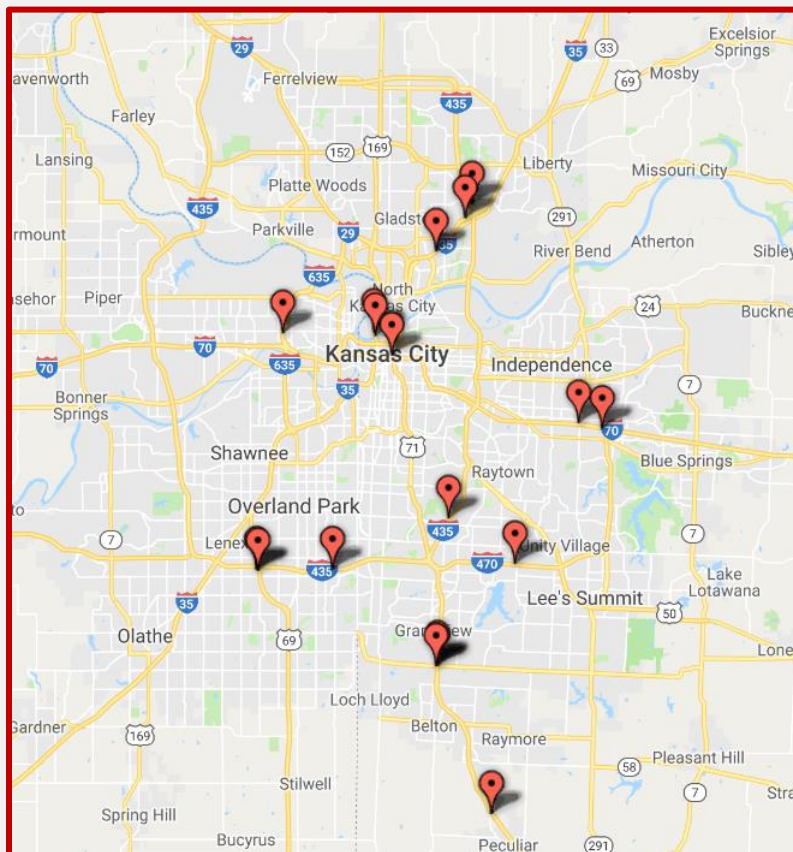 Excelsior
Springs
29
35
33
Mosby
69
avenworth
Ferrelview
435
Farley
169
152
Liberty
Missouri City
Lansing
Platte Woods
435
Gladst
291
Parkville
29
35
Atherton
River Bend
Sibley
rmount
635
North
Kansas City
Piper
24
sehor
Buckne
70
Kansas City
Independence
70
635
35
7
Bonner
Springs
70
71
Shawnee
Blue Springs
Raytown
Overland Park
435
7
Lenex
435
470
Unity Village
Lake
Lotawana
35
Lee's Summit
50
Olathe
Grandview
69
Lone
Loch Lloyd
Gardner
169
Belton
Raymore
58
Pleasant Hill
7
Stra
Stilwell
Spring Hill
Bucyrus
Peculiar
291